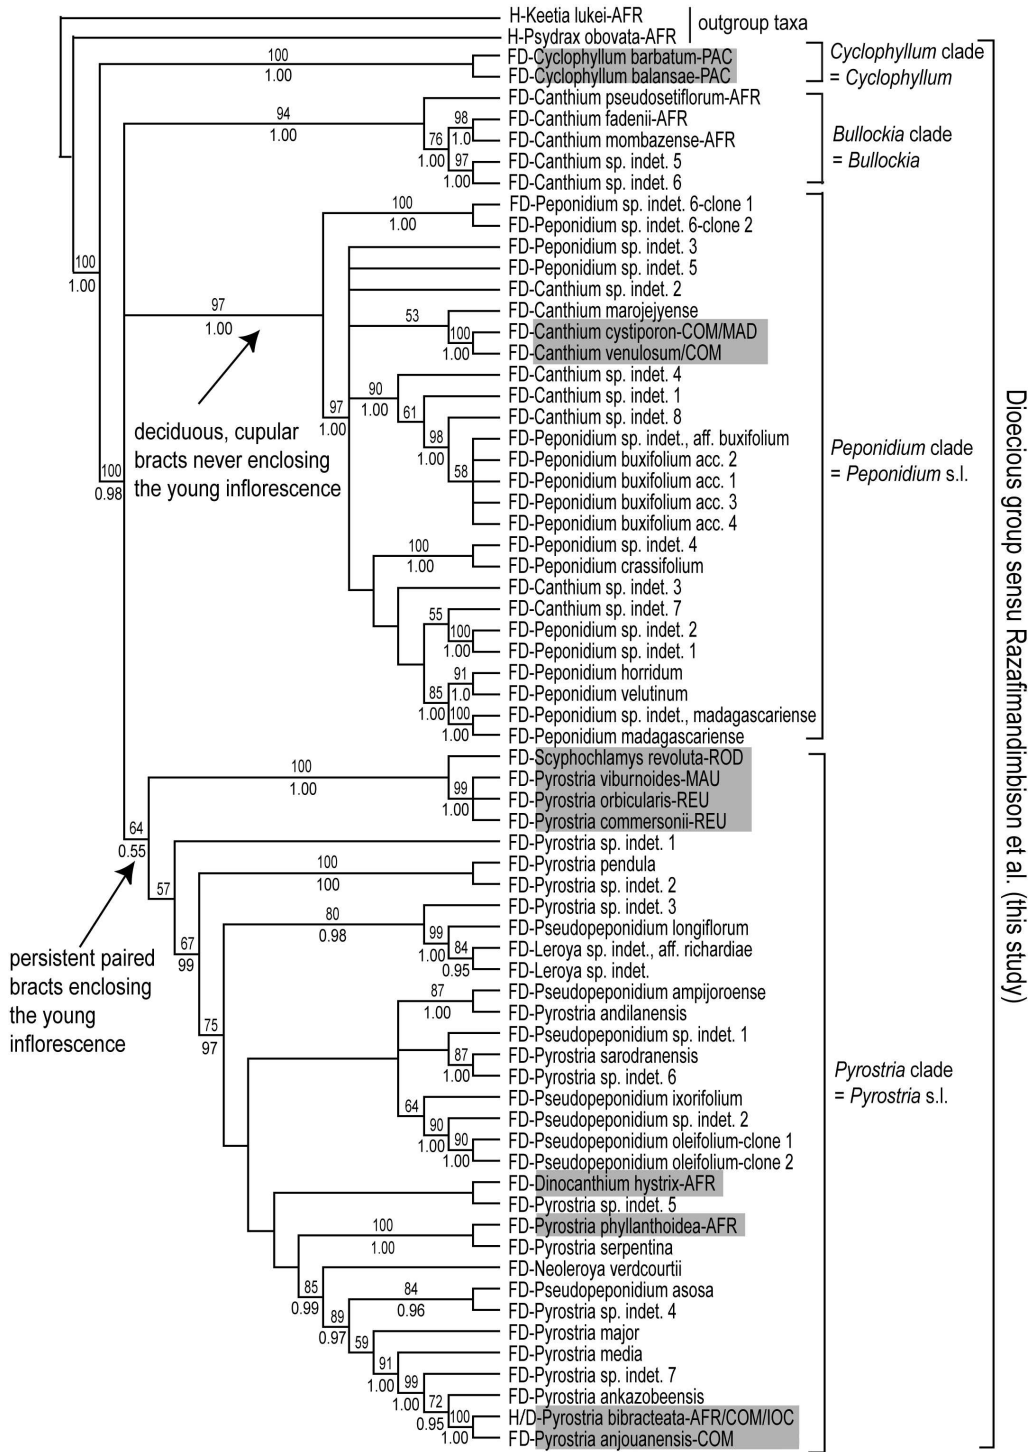 H-Keetia lukei-AFR
H-Psydrax obovata-AFR
outgroup taxa
100
1.00
FD-Cyclophyllum barbatum-PAC
FD-Cyclophyllum balansae-PAC
Cyclophyllum clade
= Cyclophyllum
94
1.00
FD-Canthium pseudosetiflorum-AFR
98
FD-Canthium fadenii-AFR
76
1.0
FD-Canthium mombazense-AFR
1.00
97
FD-Canthium sp. indet. 5
1.00
FD-Canthium sp. indet. 6
Bullockia clade
= Bullockia
100
1.00
FD-Peponidium sp. indet. 6-clone 1
FD-Peponidium sp. indet. 6-clone 2
FD-Peponidium sp. indet. 3
100
1.00
FD-Peponidium sp. indet. 5
FD-Canthium sp. indet. 2
97
1.00
53
FD-Canthium marojejyense
100
FD-Canthium cystiporon-COM/MAD
1.00
FD-Canthium venulosum/COM
90
1.00
FD-Canthium sp. indet. 4
97
1.00
61
FD-Canthium sp. indet. 1
FD-Canthium sp. indet. 8
98
1.00
FD-Peponidium sp. indet., aff. buxifolium
FD-Peponidium buxifolium acc. 2
58
FD-Peponidium buxifolium acc. 1
FD-Peponidium buxifolium acc. 3
FD-Peponidium buxifolium acc. 4
deciduous, cupular
bracts never enclosing
the young inflorescence
Peponidium clade
= Peponidium s.l.
100
0.98
100
1.00
FD-Peponidium sp. indet. 4
FD-Peponidium crassifolium
FD-Canthium sp. indet. 3
55
FD-Canthium sp. indet. 7
100
FD-Peponidium sp. indet. 2
1.00
FD-Peponidium sp. indet. 1
91
FD-Peponidium horridum
85
1.0
FD-Peponidium velutinum
1.00
100
FD-Peponidium sp. indet., madagascariense
1.00
FD-Peponidium madagascariense
Dioecious group sensu Razafimandimbison et al. (this study)
100
1.00
FD-Scyphochlamys revoluta-ROD
FD-Pyrostria viburnoides-MAU
99
1.00
FD-Pyrostria orbicularis-REU
FD-Pyrostria commersonii-REU
64
0.55
FD-Pyrostria sp. indet. 1
57
100
100
FD-Pyrostria pendula
FD-Pyrostria sp. indet. 2
67
99
80
0.98
FD-Pyrostria sp. indet. 3
99
1.00
FD-Pseudopeponidium longiflorum
84
0.95
FD-Leroya sp. indet., aff. richardiae
FD-Leroya sp. indet.
persistent paired
bracts enclosing
the young
inflorescence
75
97
87
1.00
FD-Pseudopeponidium ampijoroense
FD-Pyrostria andilanensis
FD-Pseudopeponidium sp. indet. 1
87
1.00
FD-Pyrostria sarodranensis
FD-Pyrostria sp. indet. 6
64
FD-Pseudopeponidium ixorifolium
90
1.00
FD-Pseudopeponidium sp. indet. 2
90
1.00
FD-Pseudopeponidium oleifolium-clone 1
FD-Pseudopeponidium oleifolium-clone 2
Pyrostria clade
= Pyrostria s.l.
FD-Dinocanthium hystrix-AFR
FD-Pyrostria sp. indet. 5
100
1.00
FD-Pyrostria phyllanthoidea-AFR
FD-Pyrostria serpentina
85
0.99
FD-Neoleroya verdcourtii
89
0.97
84
0.96
FD-Pseudopeponidium asosa
FD-Pyrostria sp. indet. 4
59
FD-Pyrostria major
91
1.00
FD-Pyrostria media
99
1.00
FD-Pyrostria sp. indet. 7
72
0.95
FD-Pyrostria ankazobeensis
100
1.00
H/D-Pyrostria bibracteata-AFR/COM/IOC
FD-Pyrostria anjouanensis-COM